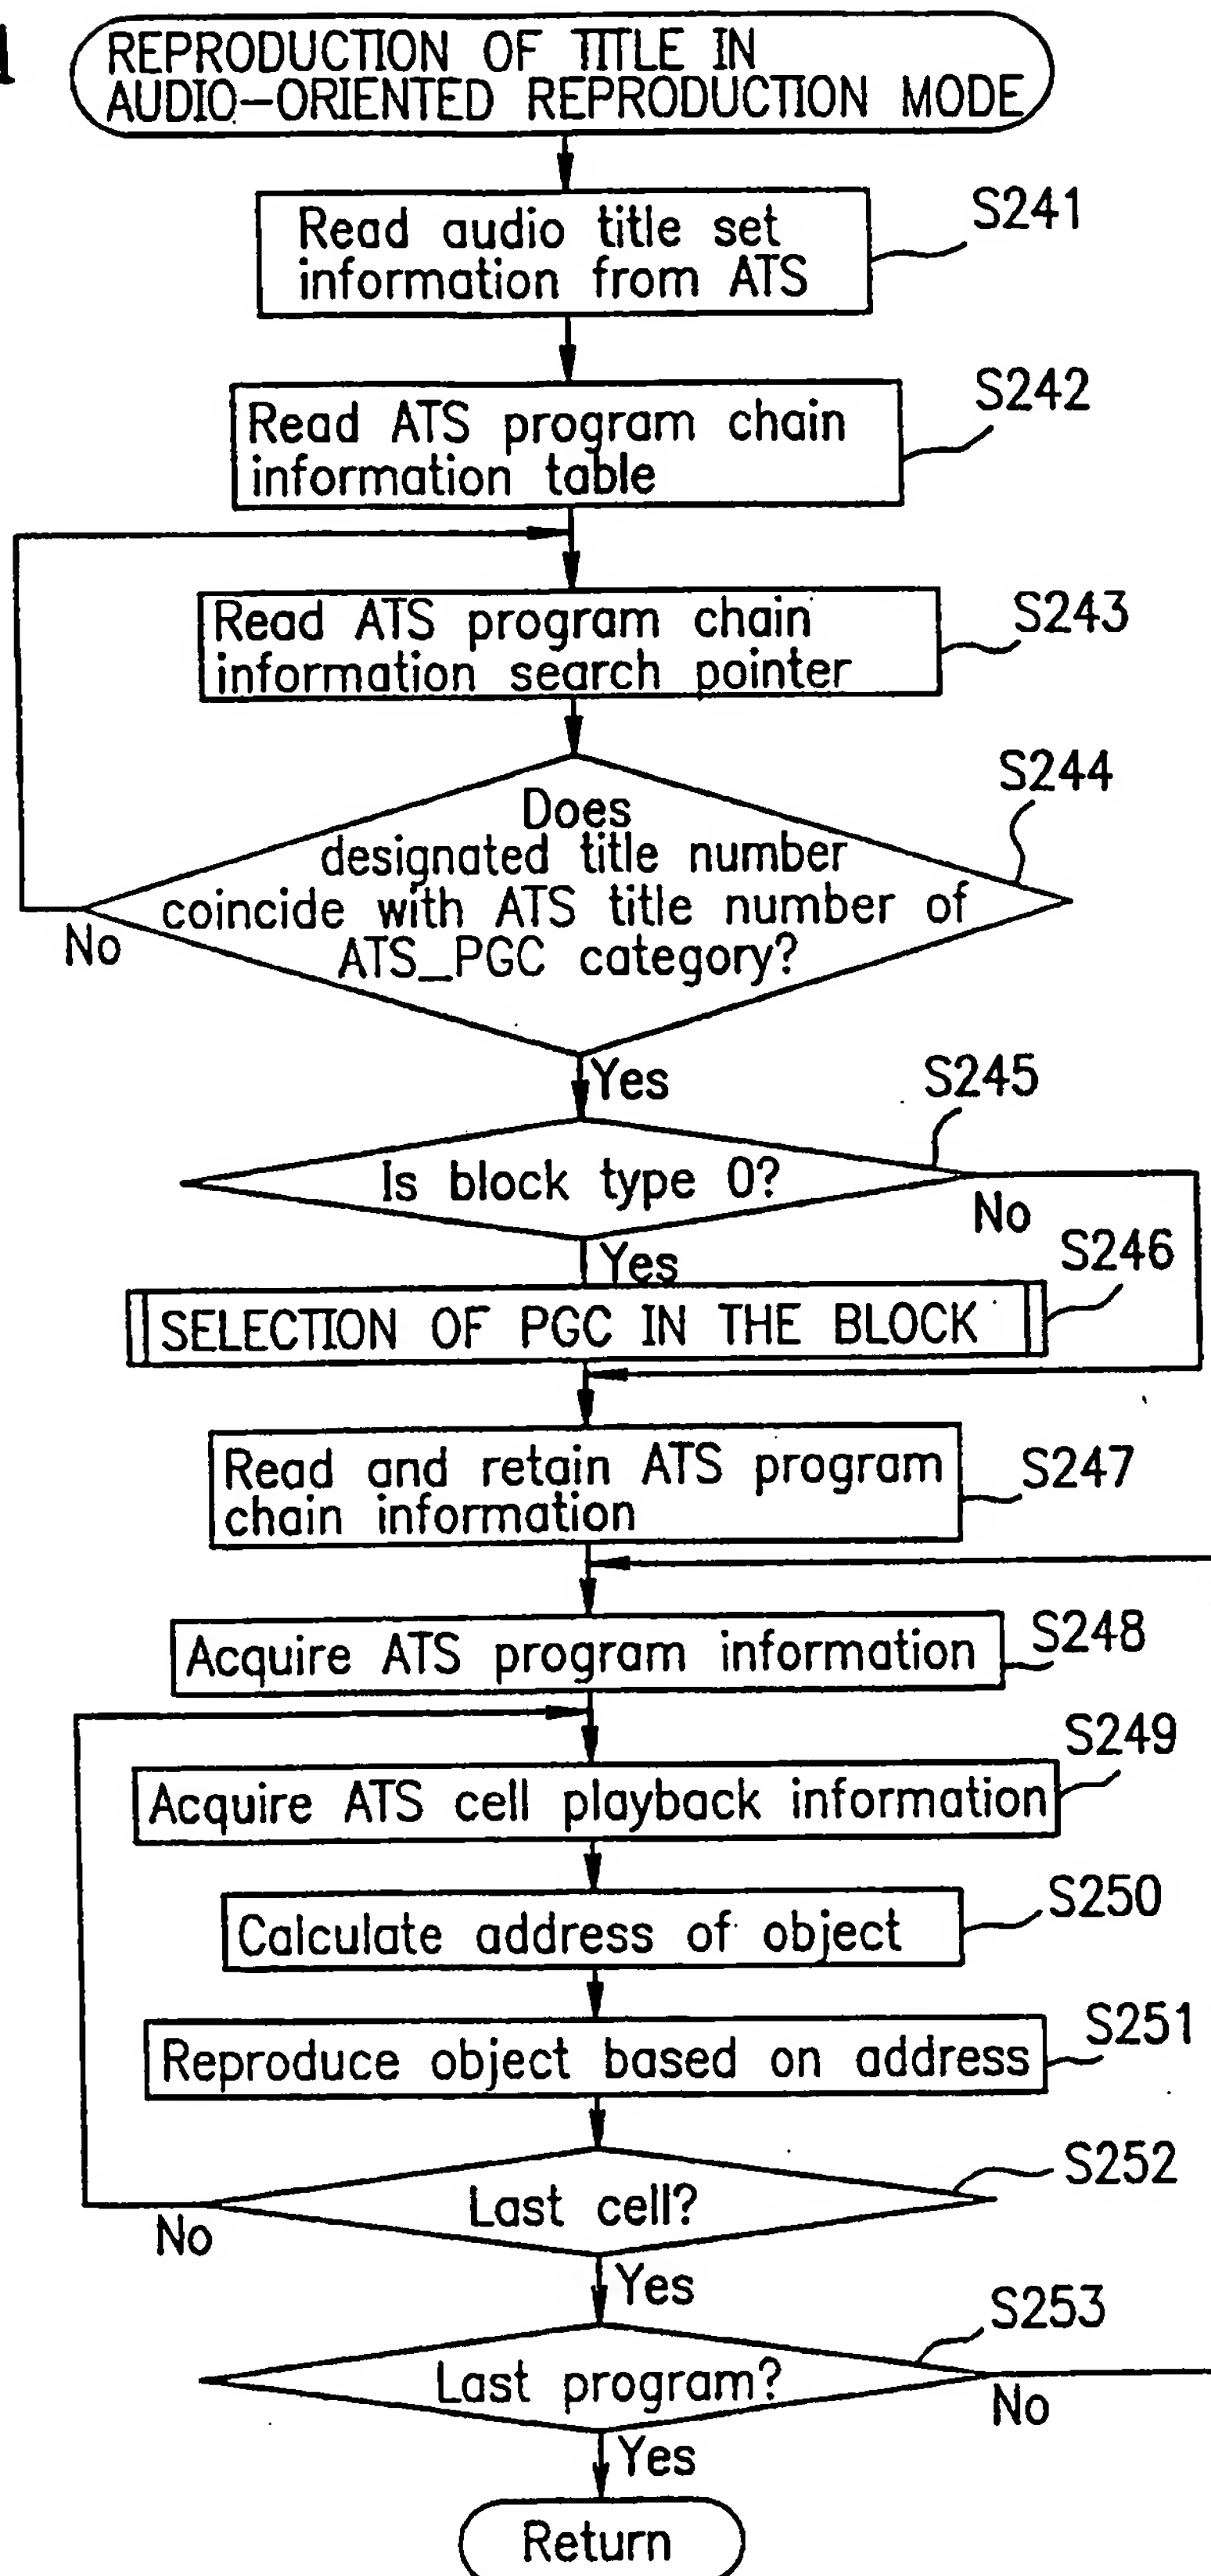 REPRODUCTION OF TITLE IN
AUDIO-ORIENTED REPRODUCTION MODE
Read audio title set
information from ATS
S241
Read ATS program chain
information table
S242
Read ATS program chain
information search pointer
S243
Does
designated title number
coincide with ATS title number of
ATS_PGC category?
S244
No
Yes
Is block type 0?
S245
No
Yes
SELECTION OF PGC IN THE BLOCK
S246
Read and retain ATS program
chain information
S247
Acquire ATS program information
S248
Acquire ATS cell playback information
S249
Calculate address of object
S250
Reproduce object based on address
S251
Last cell?
S252
No
Yes
Last program?
S253
No
Yes
Return